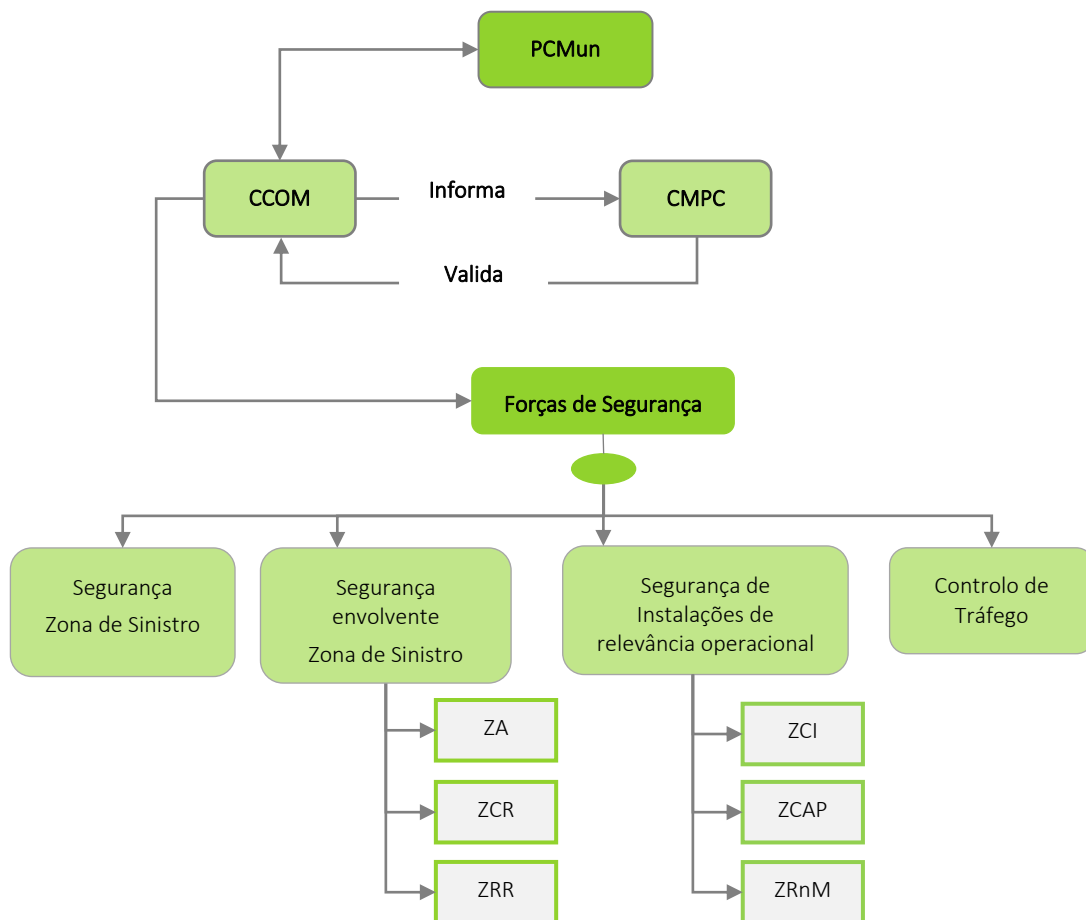 PCMun
CCOM
Informa
CMPC
Valida
Forças de Segurança
Segurança
Zona de Sinistro
Segurança
envolvente
Zona de Sinistro
Segurança de
Instalações de
relevância operacional
Controlo de
Tráfego
ZA
ZCR
ZRR
ZCI
ZCAP
ZRnM